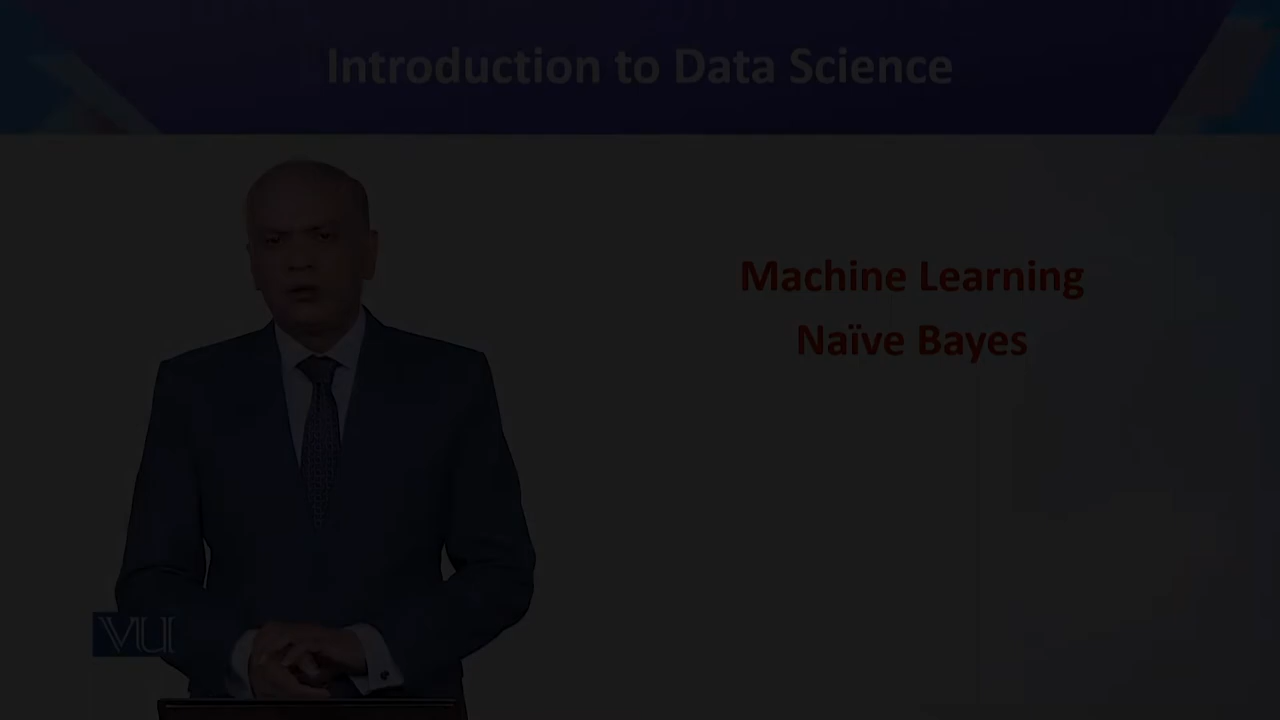 Introduction to Data Science
Machine Learning
Naïve Bayes
VU